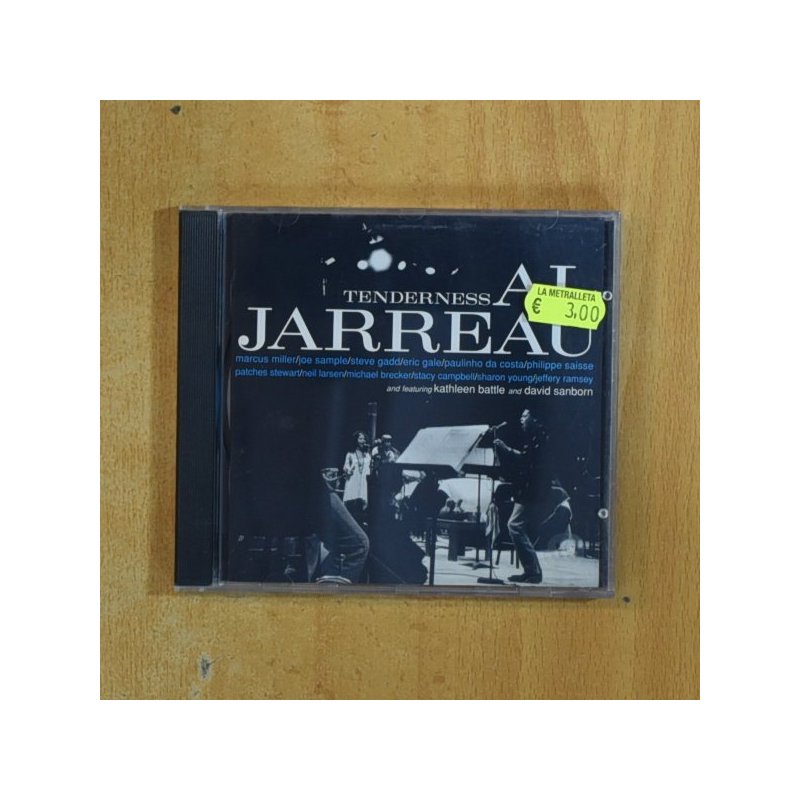 TENDERNESS AL
JARREAU
LA METRALLETA
€ 3,00
marcus miller/joe sample/steve gadd/eric gale/paulinho da costa/philippe saisse
patches stewart/neil larsen/michael brecker/stacy campbell/sharon young/jeffery ramsey
and featuring kathleen battle and david sanborn